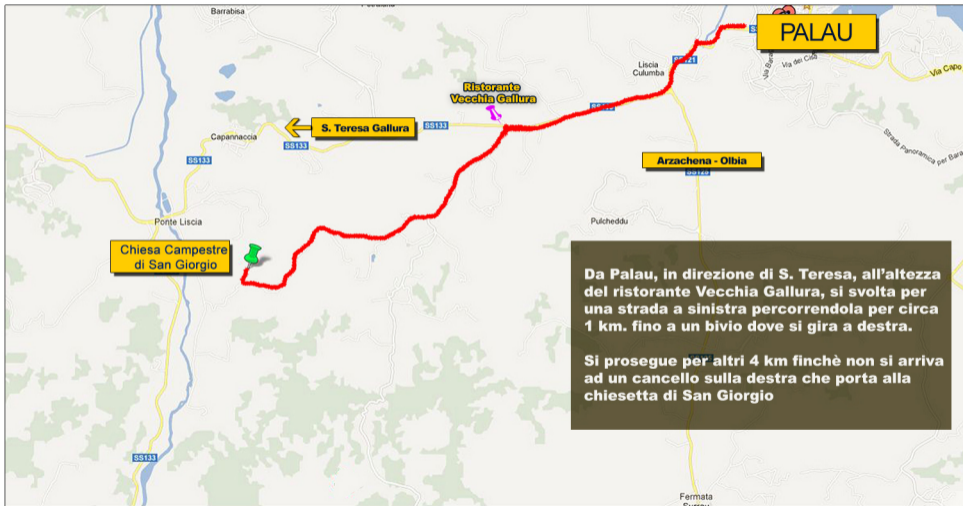 Barrabisa
PALAU
Via dei Cisa
Via Capo
Liscia
Culumba
Ristorante
Vecchia Gallura
S. Teresa Gallura
SS133
SS133
Capannaccia
SS133
Strada Panoramica per Bara
Arzachena - Olbia
SS125
Pulcheddu
Ponte Liscia
Chiesa Campestre
di San Giorgio
Da Palau, in direzione di S. Teresa, all'altezza
del ristorante Vecchia Gallura, si svolta per
una strada a sinistra percorrendola per circa
1 km. fino a un bivio dove si gira a destra.
Si prosegue per altri 4 km finchè non si arriva
ad un cancello sulla destra che porta alla
chiesetta di San Giorgio
SS133
Fermata